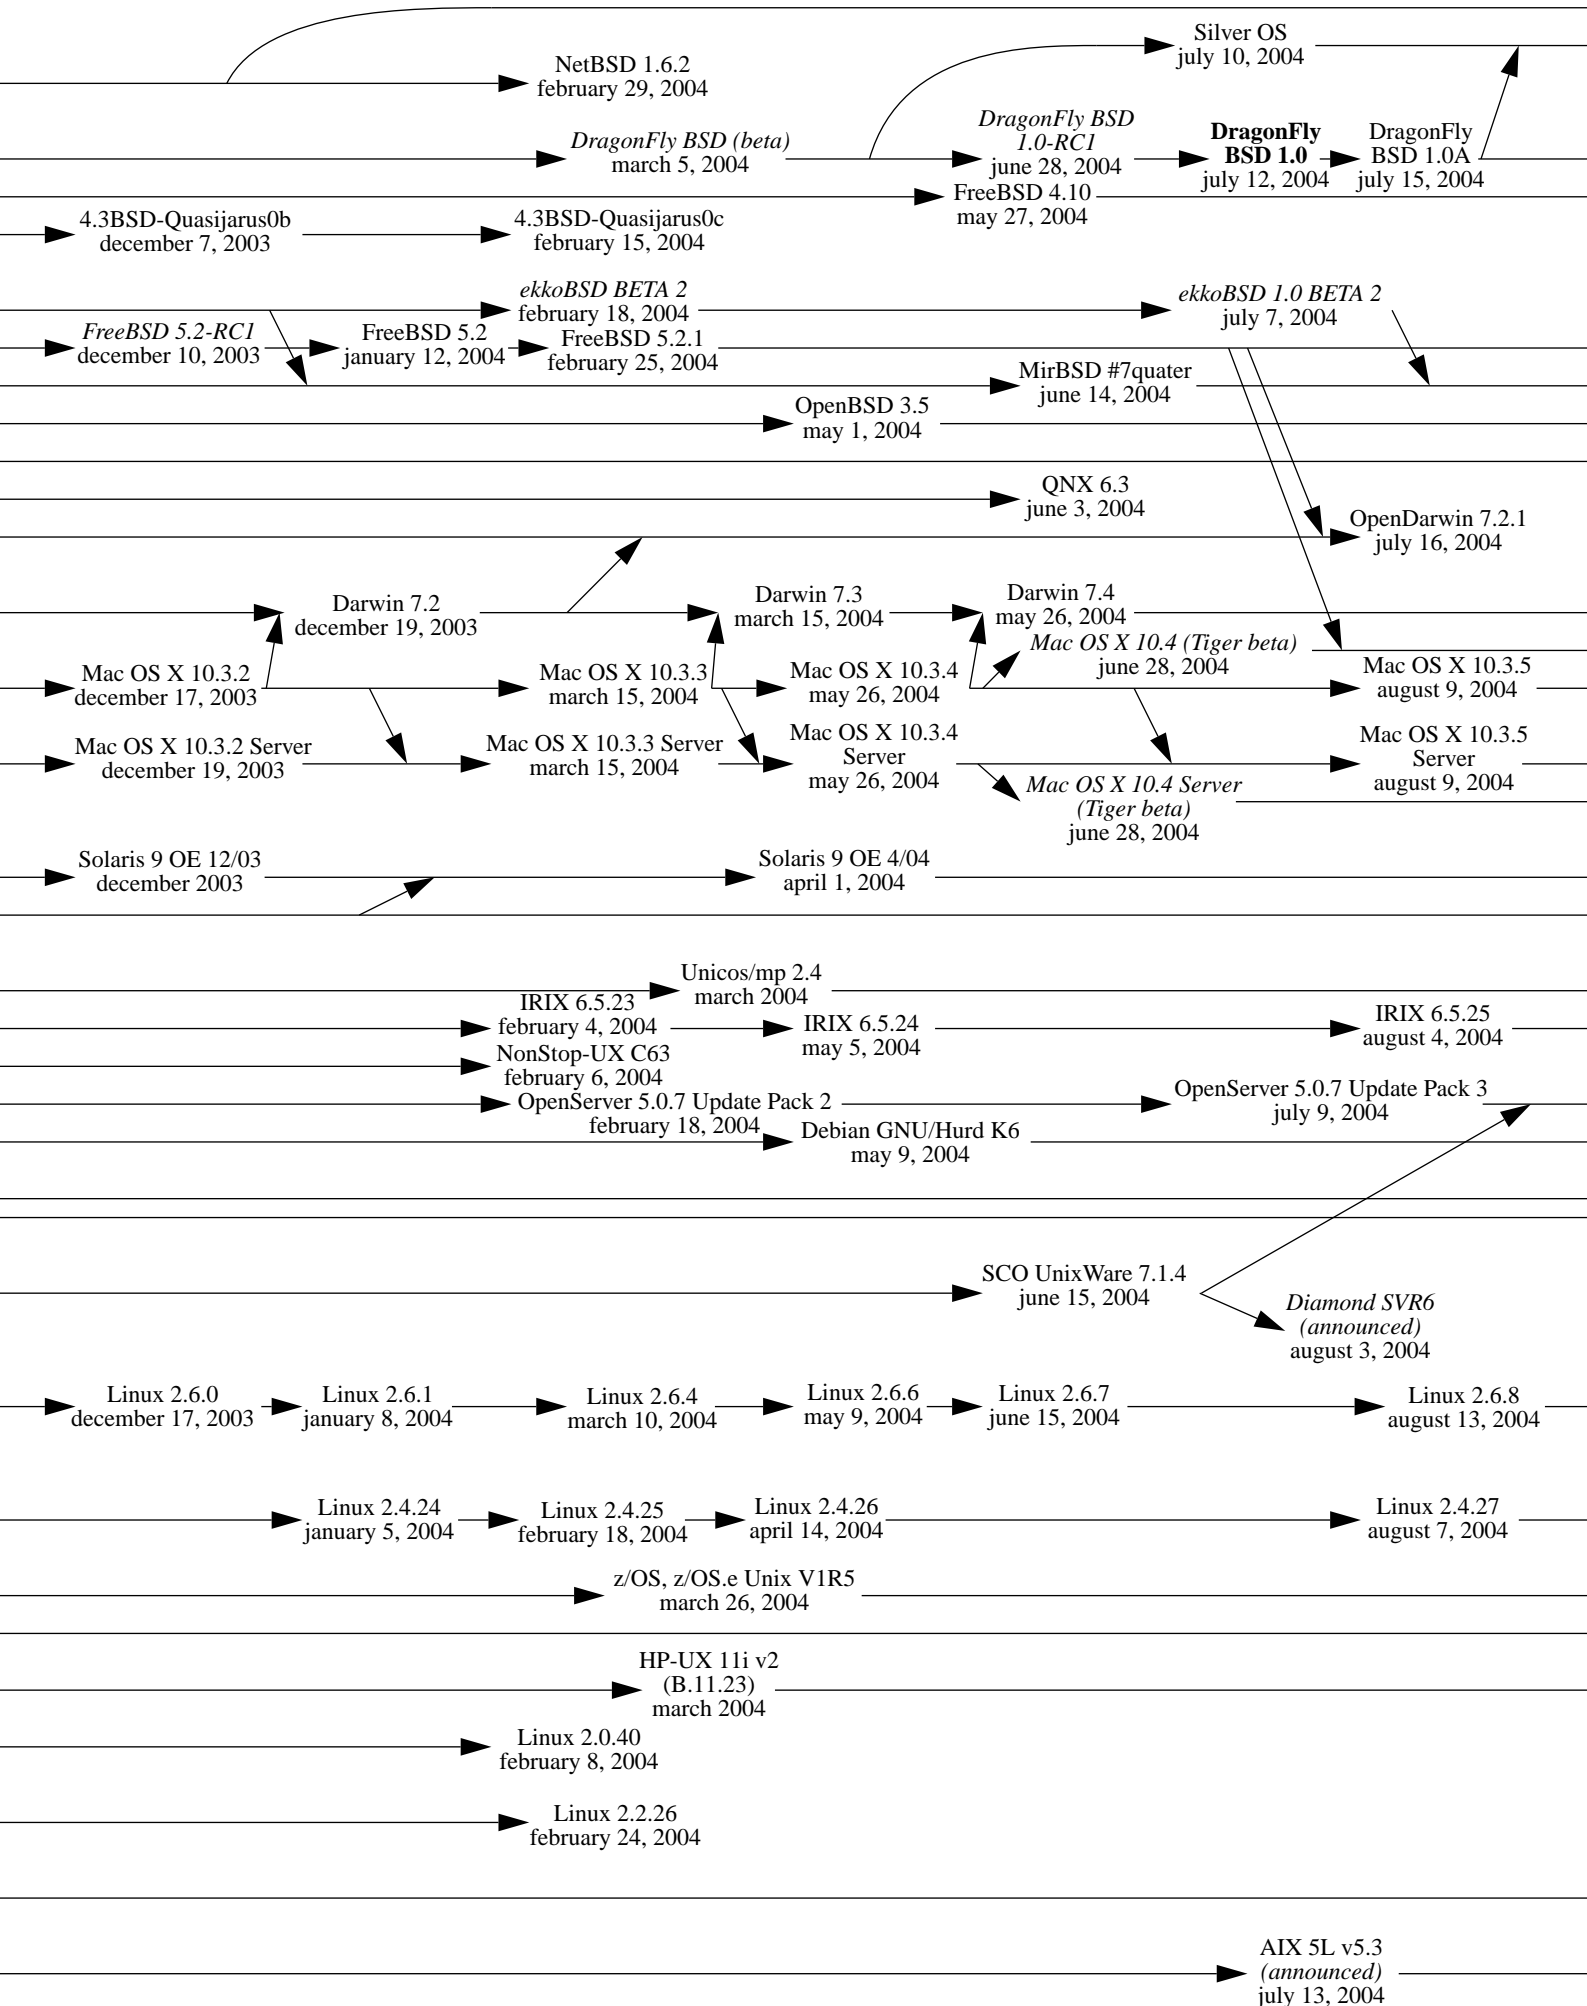 Silver OS
july 10, 2004
NetBSD 1.6.2
february 29, 2004
DragonFly BSD (beta)
march 5, 2004
DragonFly BSD
1.0-RC1
june 28, 2004
DragonFly
BSD 1.0
july 12, 2004
DragonFly
BSD 1.0A
july 15, 2004
FreeBSD 4.10
may 27, 2004
4.3BSD-Quasijarus0b
december 7, 2003
4.3BSD-Quasijarus0c
february 15, 2004
ekkoBSD BETA 2
february 18, 2004
ekkoBSD 1.0 BETA 2
july 7, 2004
FreeBSD 5.2-RC1
december 10, 2003
FreeBSD 5.2
january 12, 2004
FreeBSD 5.2.1
february 25, 2004
MirBSD #7quater
june 14, 2004
OpenBSD 3.5
may 1, 2004
QNX 6.3
june 3, 2004
OpenDarwin 7.2.1
july 16, 2004
Darwin 7.2
december 19, 2003
Darwin 7.3
march 15, 2004
Darwin 7.4
may 26, 2004
Mac OS X 10.4 (Tiger beta)
june 28, 2004
Mac OS X 10.3.2
december 17, 2003
Mac OS X 10.3.3
march 15, 2004
Mac OS X 10.3.4
may 26, 2004
Mac OS X 10.3.5
august 9, 2004
Mac OS X 10.3.2 Server
december 19, 2003
Mac OS X 10.3.3 Server
march 15, 2004
Mac OS X 10.3.4
Server
may 26, 2004
Mac OS X 10.3.5
Server
august 9, 2004
Mac OS X 10.4 Server
(Tiger beta)
june 28, 2004
Solaris 9 OE 12/03
december 2003
Solaris 9 OE 4/04
april 1, 2004
Unicos/mp 2.4
march 2004
IRIX 6.5.23
february 4, 2004
IRIX 6.5.24
may 5, 2004
IRIX 6.5.25
august 4, 2004
NonStop-UX C63
february 6, 2004
OpenServer 5.0.7 Update Pack 2
february 18, 2004
OpenServer 5.0.7 Update Pack 3
july 9, 2004
Debian GNU/Hurd K6
may 9, 2004
SCO UnixWare 7.1.4
june 15, 2004
Diamond SVR6
(announced)
august 3, 2004
Linux 2.6.0
december 17, 2003
Linux 2.6.1
january 8, 2004
Linux 2.6.4
march 10, 2004
Linux 2.6.6
may 9, 2004
Linux 2.6.7
june 15, 2004
Linux 2.6.8
august 13, 2004
Linux 2.4.24
january 5, 2004
Linux 2.4.25
february 18, 2004
Linux 2.4.26
april 14, 2004
Linux 2.4.27
august 7, 2004
z/OS, z/OS.e Unix V1R5
march 26, 2004
HP-UX 11i v2
(B.11.23)
march 2004
Linux 2.0.40
february 8, 2004
Linux 2.2.26
february 24, 2004
AIX 5L v5.3
(announced)
july 13, 2004